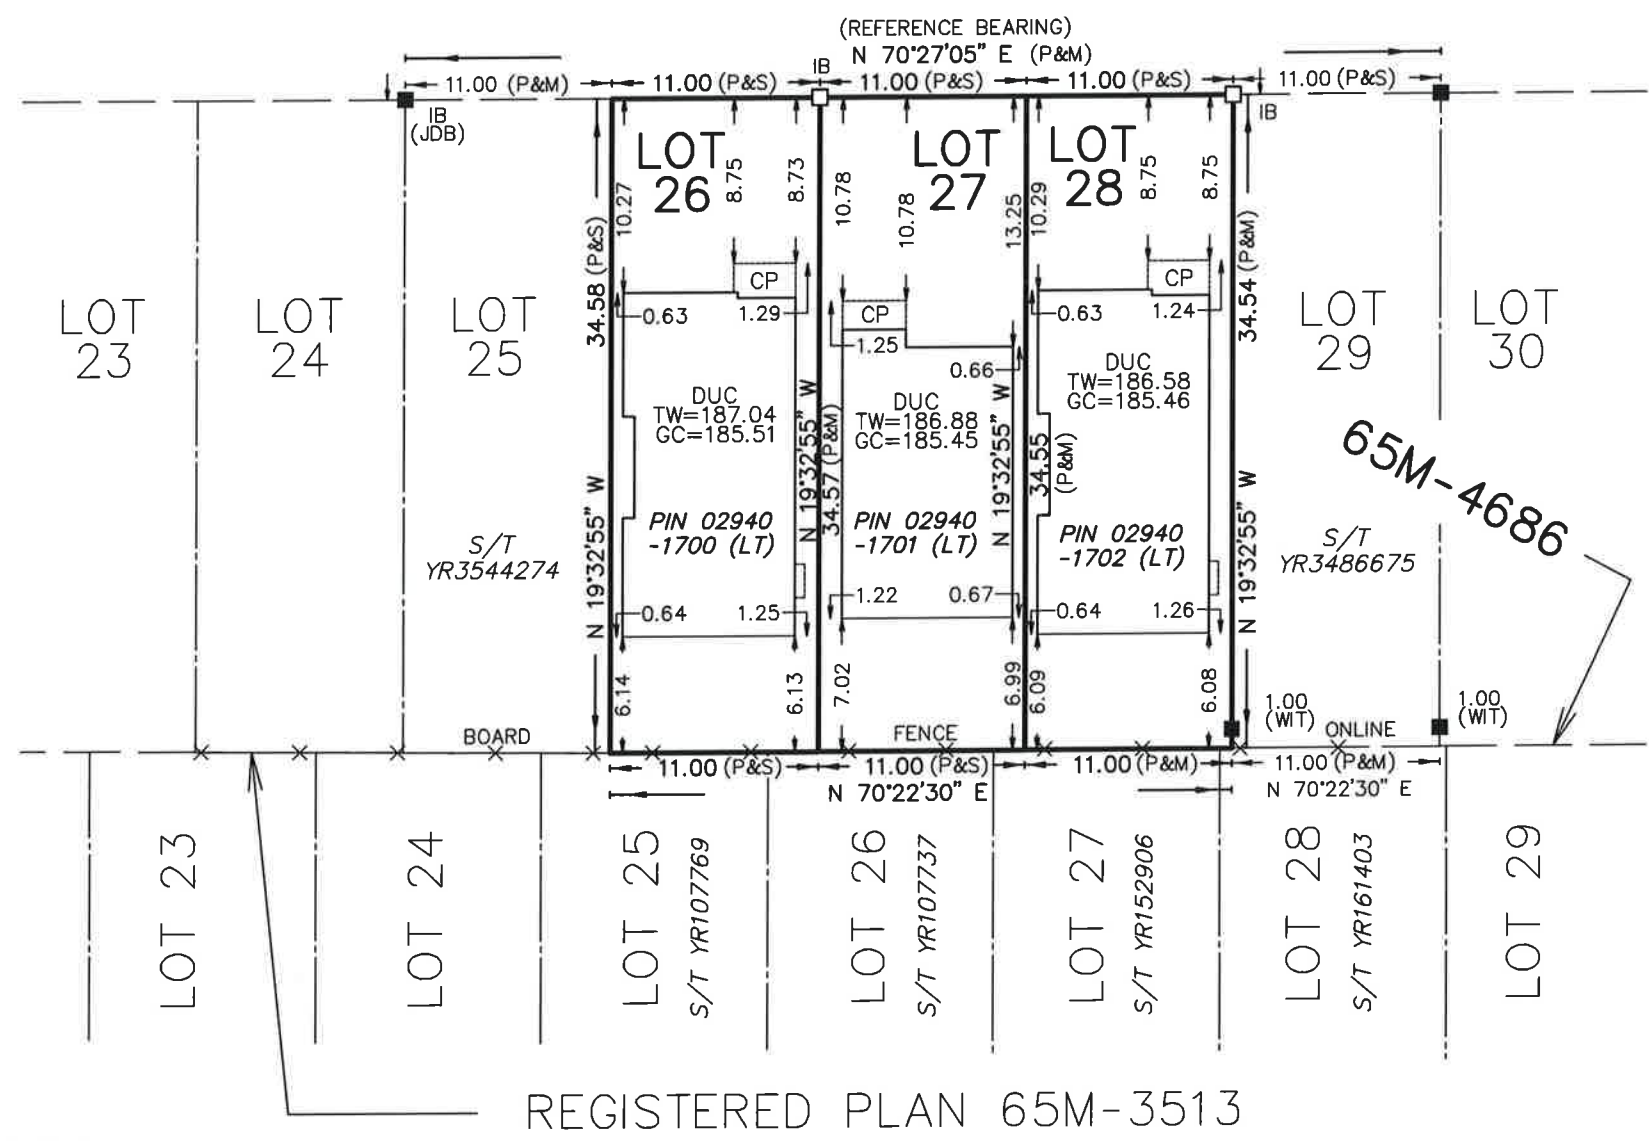 (REFERENCE BEARING)
N 70°27'05" E (P&M)
11.00 (P&M)
11.00 (P&S)
IB
11.00 (P&S)
11.00 (P&S)
11.00 (P&S)
IB
(JDB)
IB
LOT
26
LOT
27
LOT
28
10.27
8.75
8.73
10.78
10.78
13.25
10.29
8.75
8.75
34.58 (P&S)
34.54 (P&M)
CP
CP
CP
0.63
1.29
1.25
0.66
0.63
1.24
LOT
23
LOT
24
LOT
25
LOT
29
LOT
30
DUC
TW=187.04
GC=185.51
DUC
TW=186.88
GC=185.45
DUC
TW=186.58
GC=185.46
N 19°32'55" W
34.57 (P&M)
N 19°32'55" W
34.55
(P&M)
65M-4686
PIN 02940
-1700 (LT)
PIN 02940
-1701 (LT)
PIN 02940
-1702 (LT)
S/T
YR3544274
S/T
YR3486675
N 19°32'55" W
N 19°32'55" W
0.64
1.25
1.22
0.67
0.64
1.26
6.14
6.13
7.02
6.99
6.09
6.08
1.00
(WIT)
1.00
(WIT)
BOARD
FENCE
ONLINE
11.00 (P&S)
11.00 (P&S)
11.00 (P&M)
11.00 (P&M)
N 70°22'30" E
N 70°22'30" E
LOT 23
LOT 24
LOT 25
S/T YR107769
LOT 26
S/T YR107737
LOT 27
S/T YR152906
LOT 28
S/T YR161403
LOT 29
REGISTERED PLAN 65M-3513